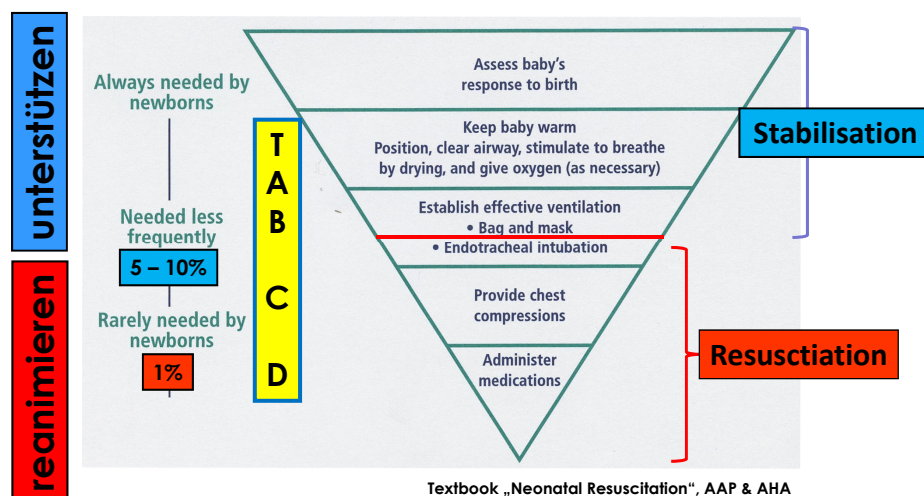 unterstützen
reanimieren
Always needed by
newborns
Needed less
frequently
5 – 10%
Rarely needed by
newborns
1%
T
A
B
C
D
Assess baby's
response to birth
Keep baby warm
Position, clear airway, stimulate to breathe
by drying, and give oxygen (as necessary)
Establish effective ventilation
• Bag and mask
• Endotracheal intubation
Provide chest
compressions
Administer
medications
Stabilisation
Resusctiation
Textbook „Neonatal Resuscitation“, AAP & AHA